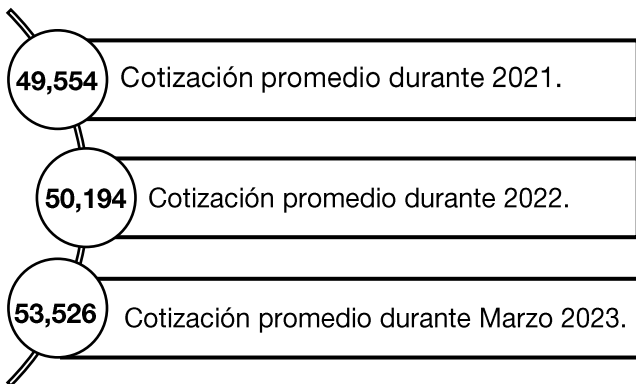 49,554 Cotización promedio durante 2021.
50,194 Cotización promedio durante 2022.
53,526 Cotización promedio durante Marzo 2023.